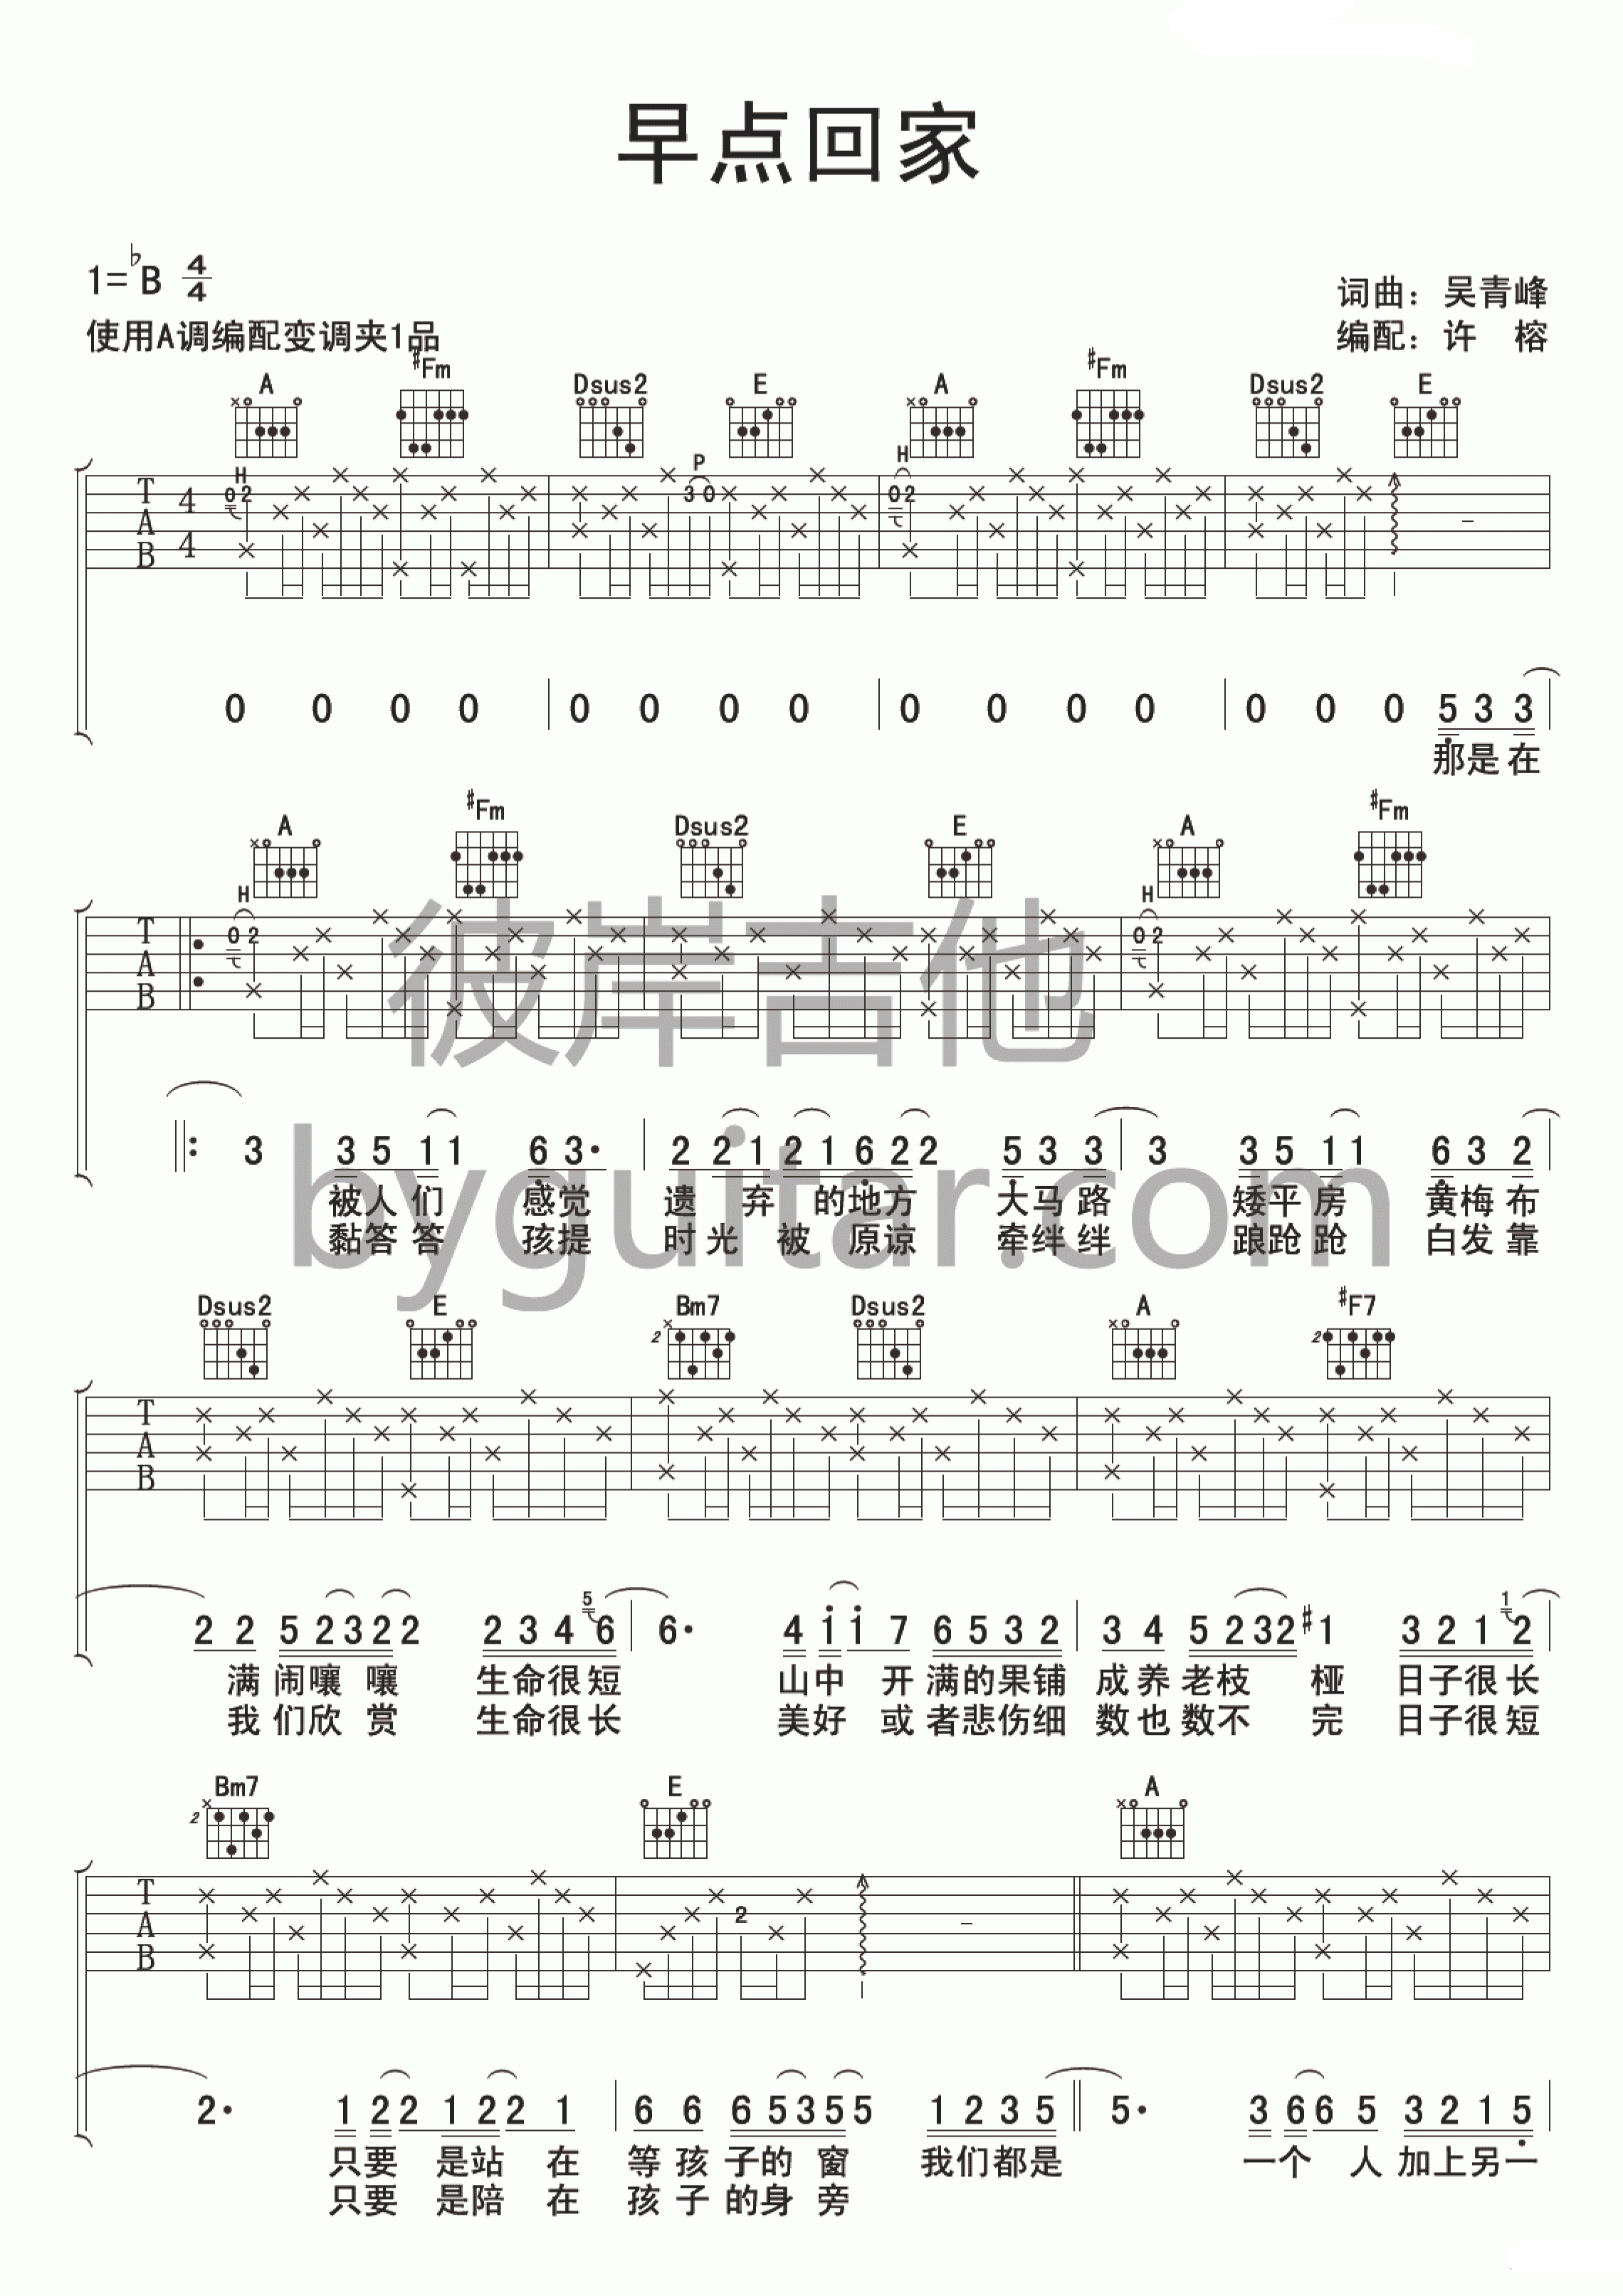 早点回家
1=♭B 4/4
词曲：吴青峰
使用A调编配变调夹1品
编配：许 榕
A #Fm Dsus2 E A #Fm Dsus2 E
H P H
T A B 4 4 0 2 3 0 0 2
0 0 0 0 0 0 0 0 0 0 0 0 0 0 0 5 3 3
那是在
A #Fm Dsus2 E A #Fm
H H
T A B 0 2 0 2
彼岸吉他
3 3 5 1 1 6 3· 2 2 1 2 1 6 2 2 5 3 3 3 3 5 1 1 6 3 2
被人们 感觉 遗 弃 的地方 大马路 矮平房 黄梅布
黏答答 孩提 时光 被 原谅 牵绊绊 踉跄跄 白发靠
byguitar.com
Dsus2 E Bm7 Dsus2 A #F7
2 2
T A B
2 2 5 2 3 2 2 2 3 4 5 6 6· 4 1 1 7 6 5 3 2 3 4 5 2 3 2 #1 3 2 1 1 2
满 闹嚷 嚷 生命很短 山中 开 满的果铺 成养老枝 桠 日子很长
我 们欣 赏 生命很长 美好 或 者悲伤细 数也数不 完 日子很短
Bm7 E A
2
T A B 2
2· 1 2 2 1 2 2 1 6 6 6 5 3 5 5 1 2 3 5 5· 3 6 6 5 3 2 1 5
只要 是站 在 等孩 子的 窗 我们都是 一个 人 加上另一
只要 是陪 在 孩子 的身 旁